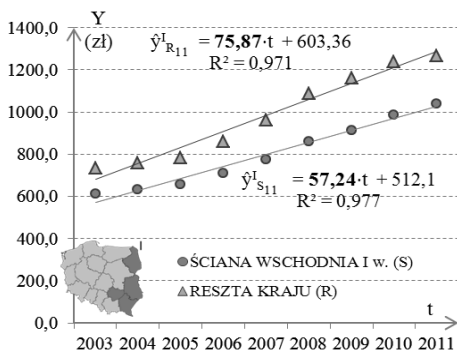 Y
(zł)
1400,0
1200,0
1000,0
800,0
600,0
400,0
200,0
0,0
ŷᴵR₁₁ = 75,87·t + 603,36
R² = 0,971
ŷᴵS₁₁ = 57,24·t + 512,1
R² = 0,977
I
ŚCIANA WSCHODNIA I w. (S)
RESZTA KRAJU (R)
t
2003 2004 2005 2006 2007 2008 2009 2010 2011